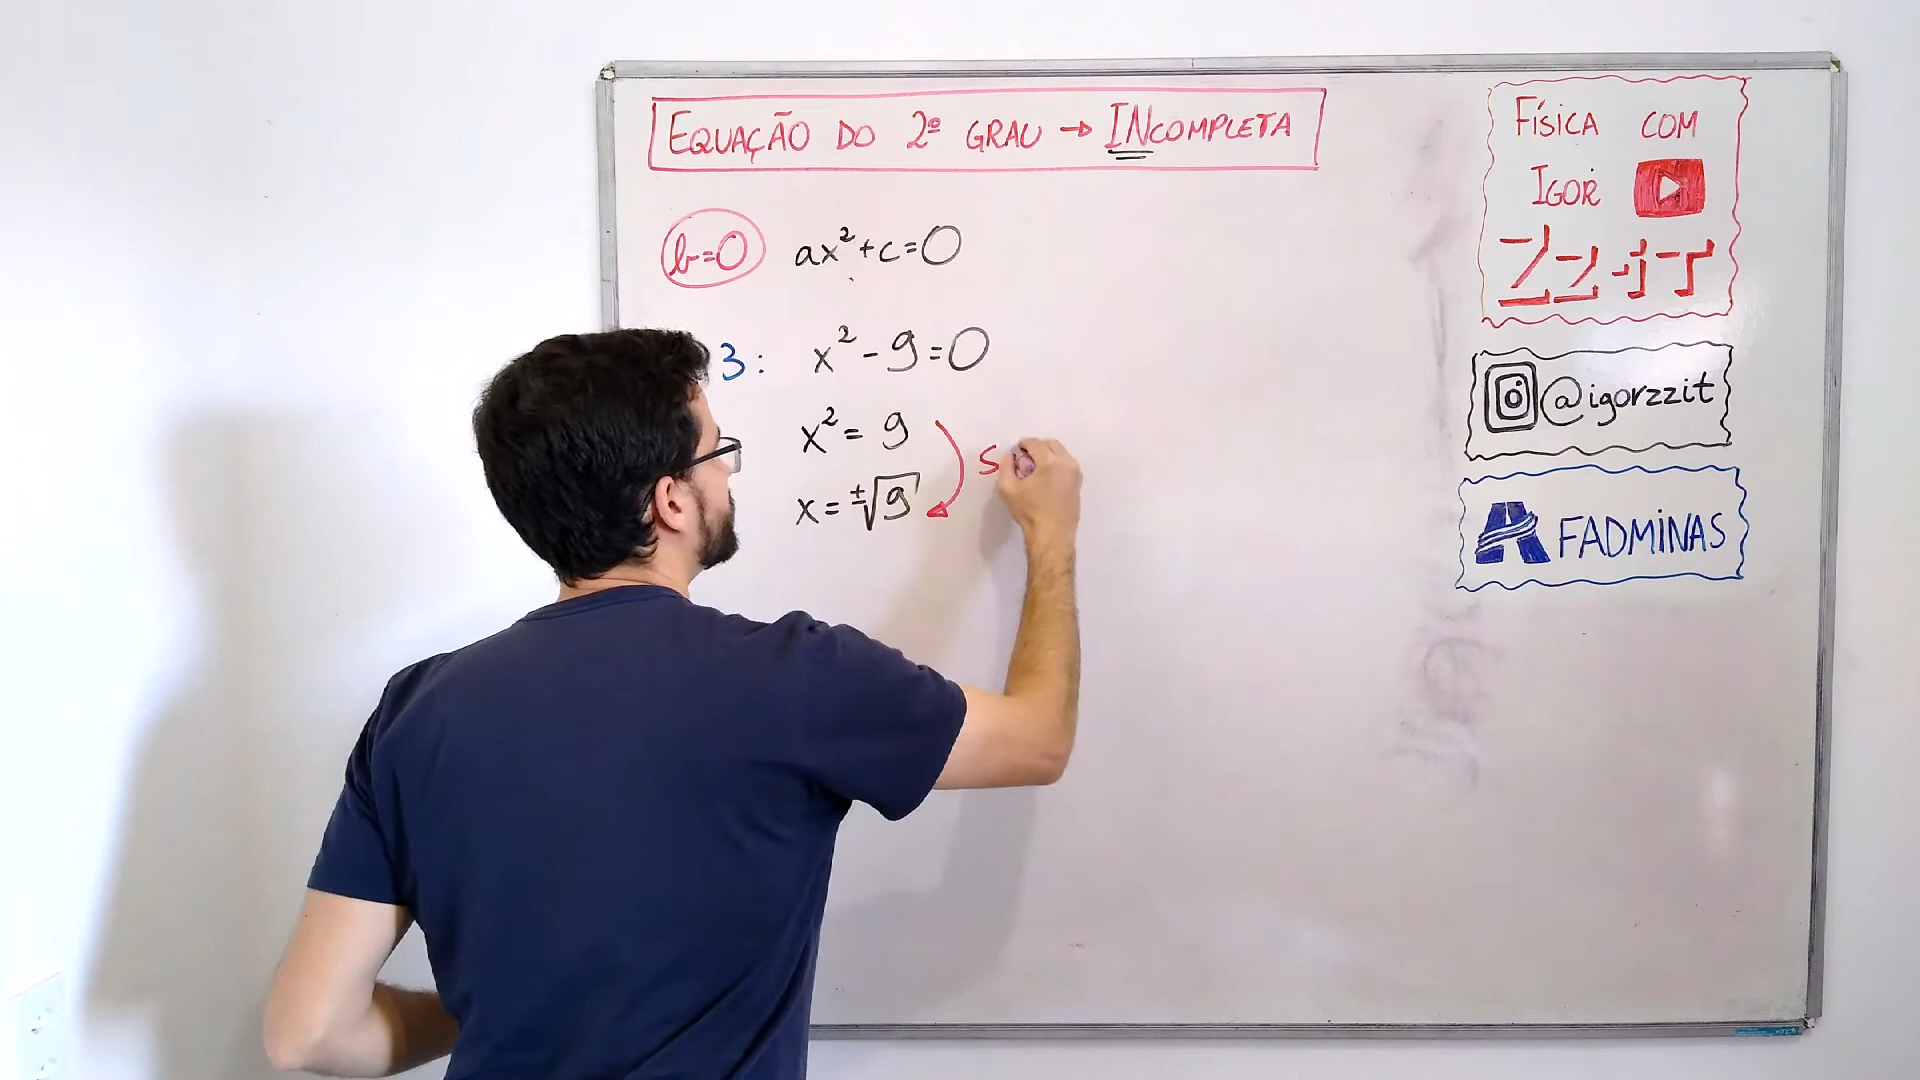 EQUAÇÃO DO 2º GRAU → INCOMPLETA
b=0 ax²+c=0
3: x²-9=0
x²=9
x=±√9
S
FÍSICA COM
IGOR
ZZiT
@igorzzit
FADMINAS